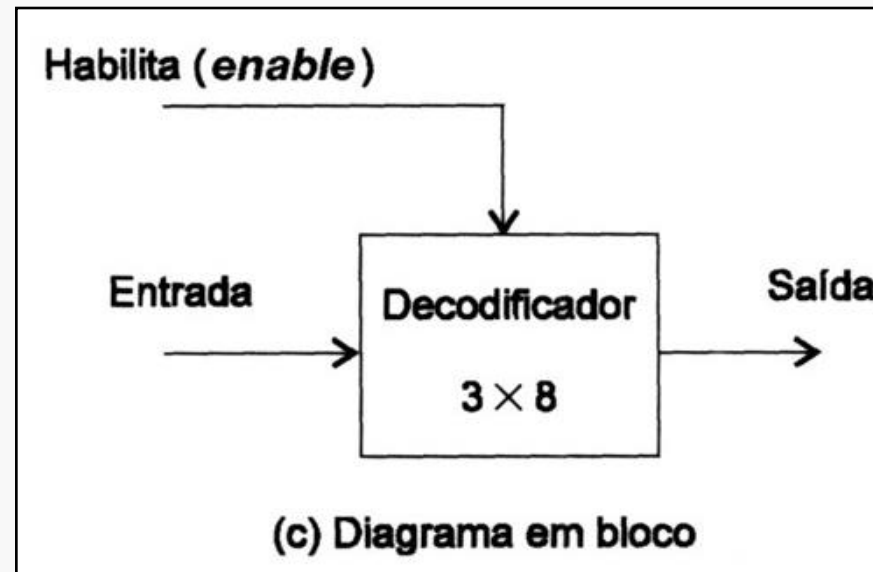 Habilita (enable)
Entrada
Decodificador
3 × 8
Saída
(c) Diagrama em bloco